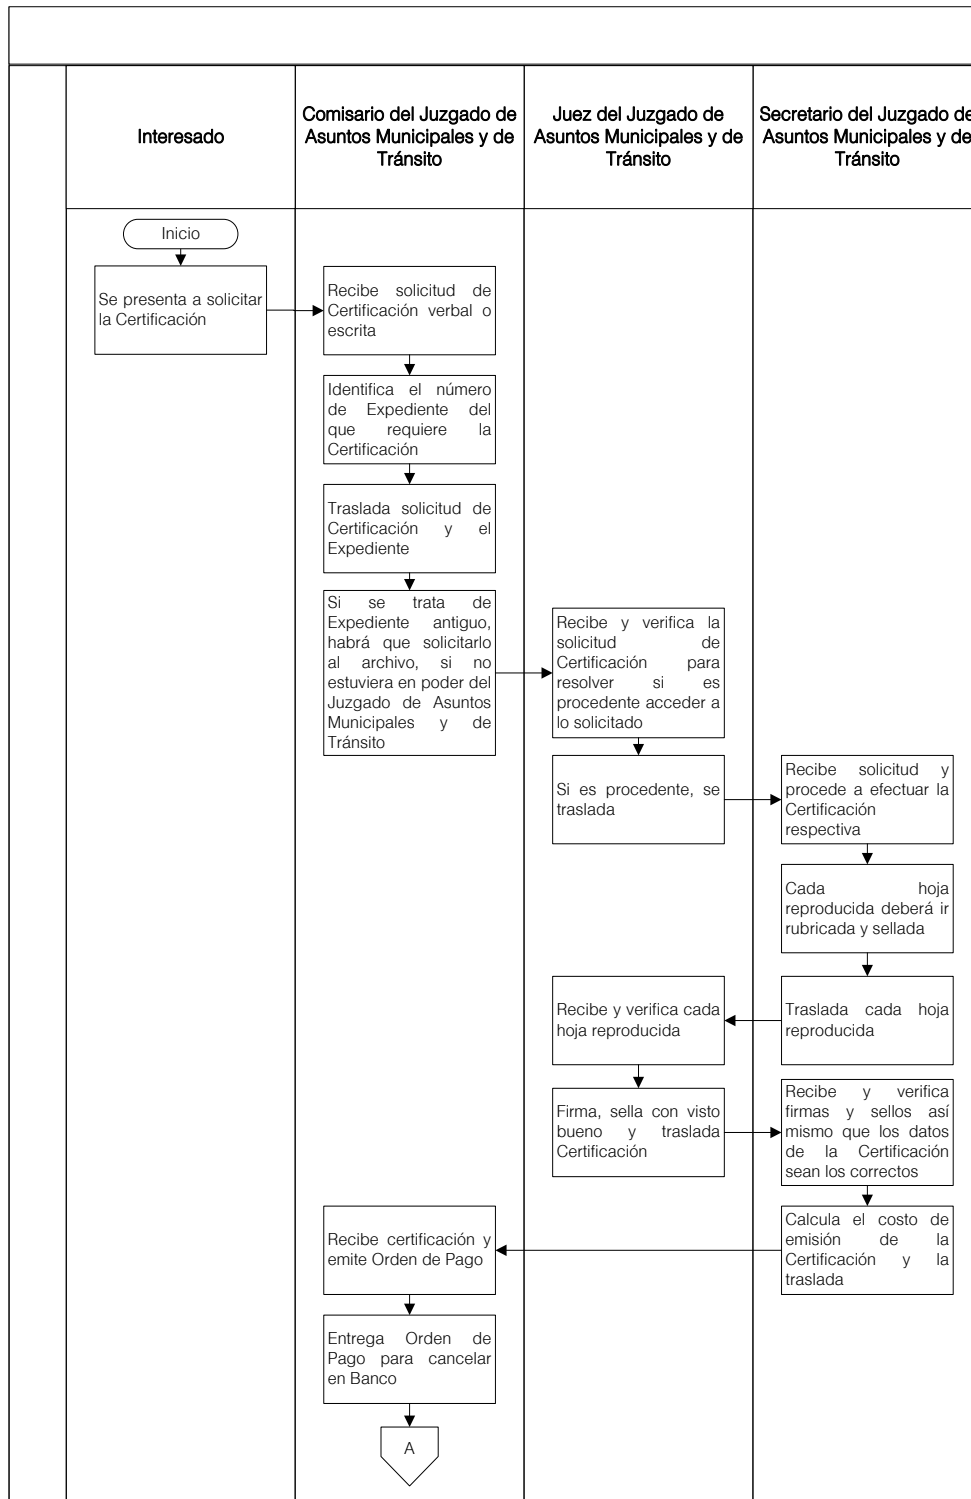 Interesado
Comisario del Juzgado de
Asuntos Municipales y de
Tránsito
Juez del Juzgado de
Asuntos Municipales y de
Tránsito
Secretario del Juzgado de
Asuntos Municipales y de
Tránsito
Inicio
Se presenta a solicitar
la Certificación
Recibe solicitud de
Certificación verbal o
escrita
Identifica el número
de Expediente del
que requiere la
Certificación
Traslada solicitud de
Certificación y el
Expediente
Si se trata de
Expediente antiguo,
habrá que solicitarlo
al archivo, si no
estuviera en poder del
Juzgado de Asuntos
Municipales y de
Tránsito
Recibe y verifica la
solicitud de
Certificación para
resolver si es
procedente acceder a
lo solicitado
Si es procedente, se
traslada
Recibe solicitud y
procede a efectuar la
Certificación
respectiva
Cada hoja
reproducida deberá ir
rubricada y sellada
Traslada cada hoja
reproducida
Recibe y verifica cada
hoja reproducida
Firma, sella con visto
bueno y traslada
Certificación
Recibe y verifica
firmas y sellos así
mismo que los datos
de la Certificación
sean los correctos
Calcula el costo de
emisión de la
Certificación y la
traslada
Recibe certificación y
emite Orden de Pago
Entrega Orden de
Pago para cancelar
en Banco
A